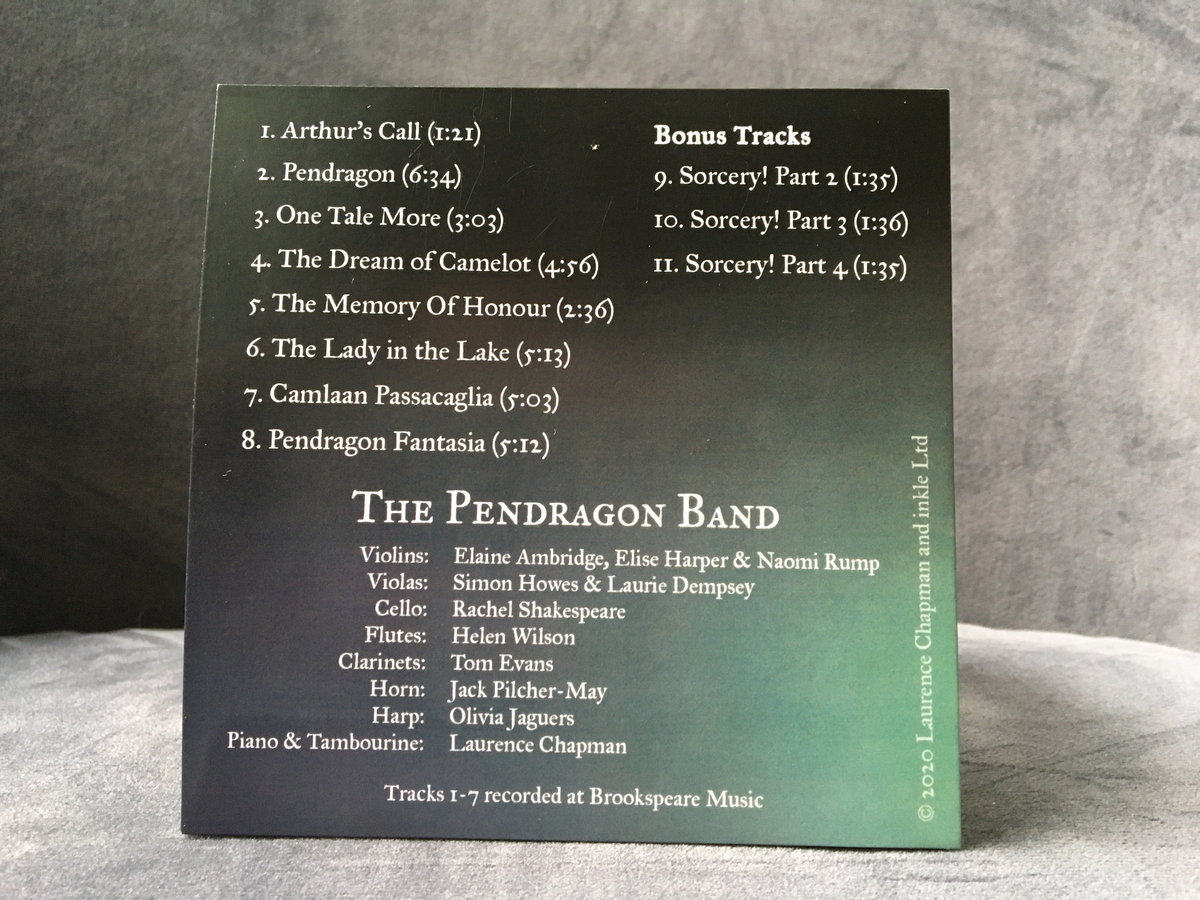 1. Arthur's Call (1:21)
2. Pendragon (6:34)
3. One Tale More (3:03)
4. The Dream of Camelot (4:56)
5. The Memory Of Honour (2:36)
6. The Lady in the Lake (5:13)
7. Camlaan Passacaglia (5:03)
8. Pendragon Fantasia (5:12)
Bonus Tracks
9. Sorcery! Part 2 (1:35)
10. Sorcery! Part 3 (1:36)
11. Sorcery! Part 4 (1:35)
The Pendragon Band
Violins: Elaine Ambridge, Elise Harper & Naomi Rump
Violas: Simon Howes & Laurie Dempsey
Cello: Rachel Shakespeare
Flutes: Helen Wilson
Clarinets: Tom Evans
Horn: Jack Pilcher-May
Harp: Olivia Jaguers
Piano & Tambourine: Laurence Chapman
Tracks 1-7 recorded at Brookspeare Music
© 2020 Laurence Chapman and inkle Ltd